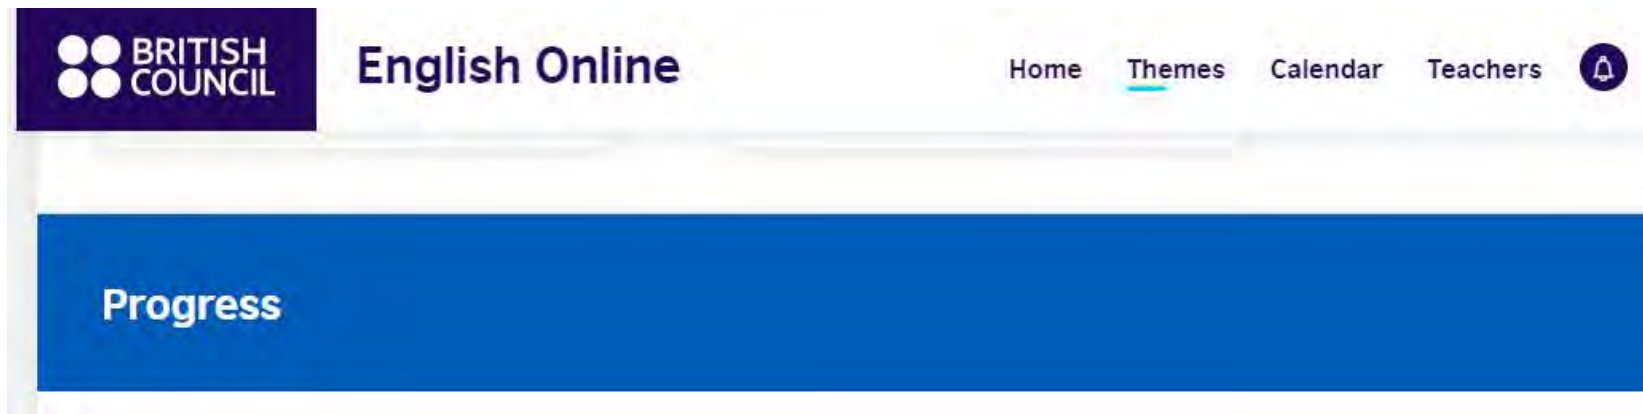 BRITISH
COUNCIL
English Online
Home Themes Calendar Teachers
Progress